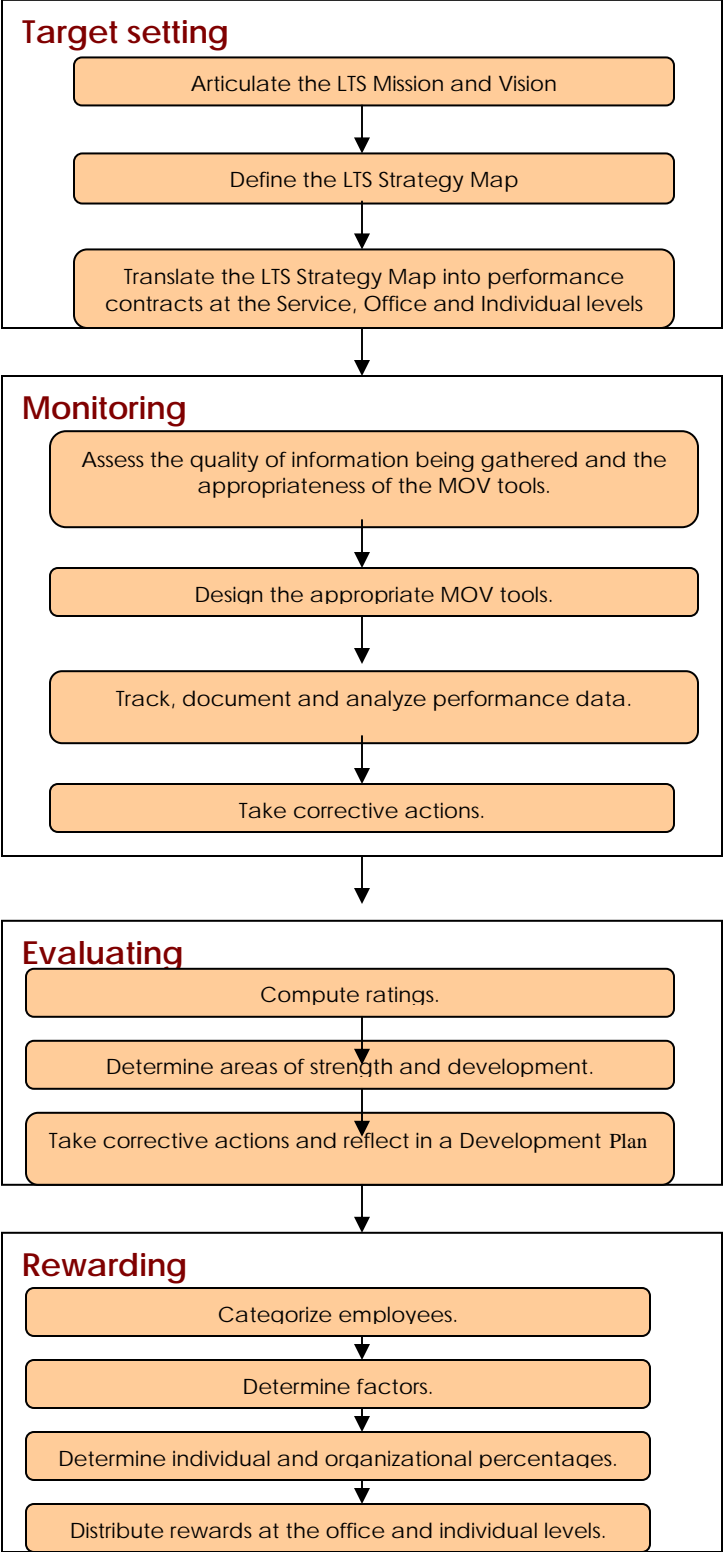 Target setting
Articulate the LTS Mission and Vision
Define the LTS Strategy Map
Translate the LTS Strategy Map into performance
contracts at the Service, Office and Individual levels
Monitoring
Assess the quality of information being gathered and the
appropriateness of the MOV tools.
Design the appropriate MOV tools.
Track, document and analyze performance data.
Take corrective actions.
Evaluating
Compute ratings.
Determine areas of strength and development.
Take corrective actions and reflect in a Development Plan
Rewarding
Categorize employees.
Determine factors.
Determine individual and organizational percentages.
Distribute rewards at the office and individual levels.